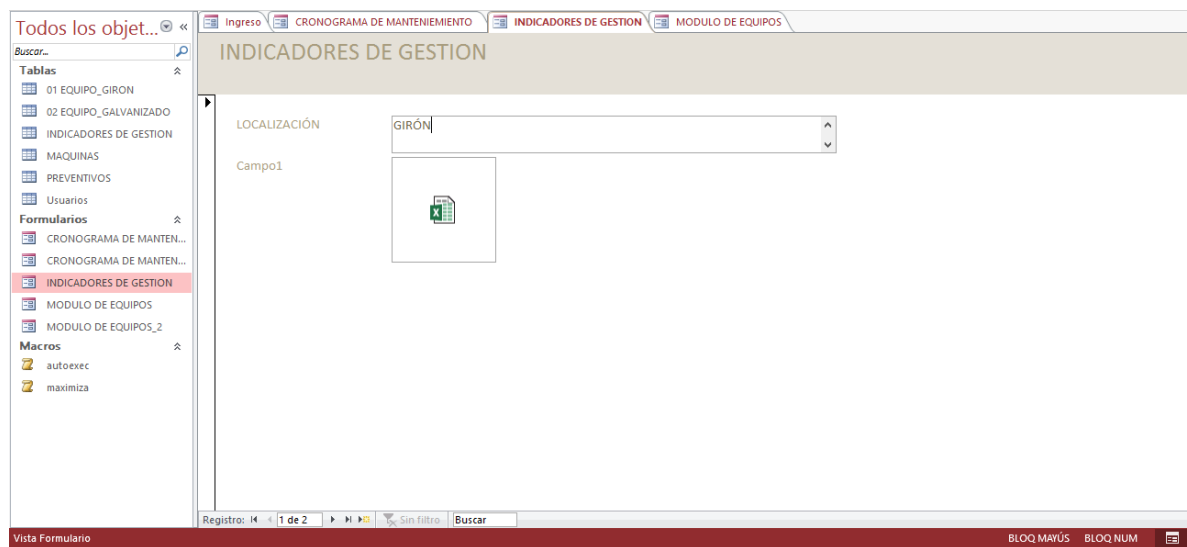 Todos los objet... «
Buscar...
Tablas
01 EQUIPO_GIRON
02 EQUIPO_GALVANIZADO
INDICADORES DE GESTION
MAQUINAS
PREVENTIVOS
Usuarios
Formularios
CRONOGRAMA DE MANTEN...
CRONOGRAMA DE MANTEN...
INDICADORES DE GESTION
MODULO DE EQUIPOS
MODULO DE EQUIPOS_2
Macros
autoexec
maximiza
Ingreso
CRONOGRAMA DE MANTENIEMIENTO
INDICADORES DE GESTION
MODULO DE EQUIPOS
INDICADORES DE GESTION
LOCALIZACIÓN
GIRÓN
Campo1
Registro: 1 de 2 Sin filtro Buscar
Vista Formulario
BLOQ MAYÚS BLOQ NUM